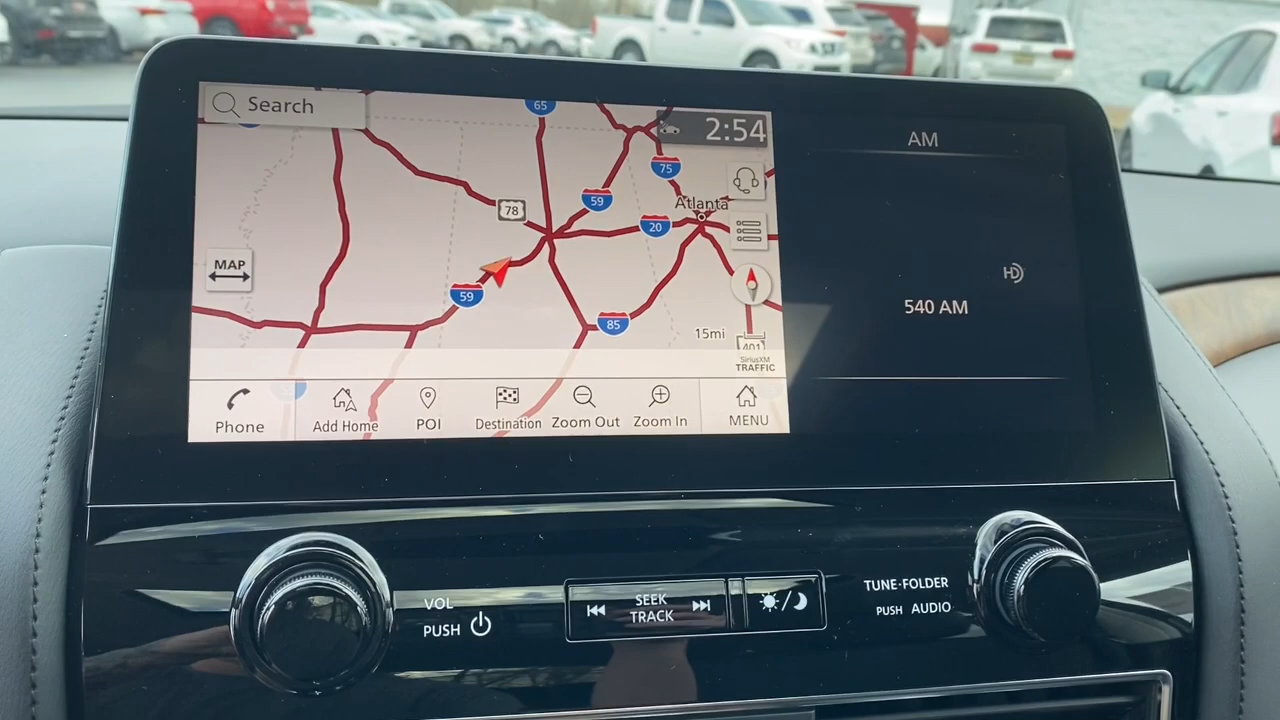 Search
65
2:54
AM
75
59
78
Atlanta
20
MAP
HD
59
540 AM
85
15mi
401
SiriusXM
TRAFFIC
Phone
Add Home
POI
Destination
Zoom Out
Zoom In
MENU
VOL
PUSH
SEEK
TRACK
TUNE·FOLDER
PUSH AUDIO